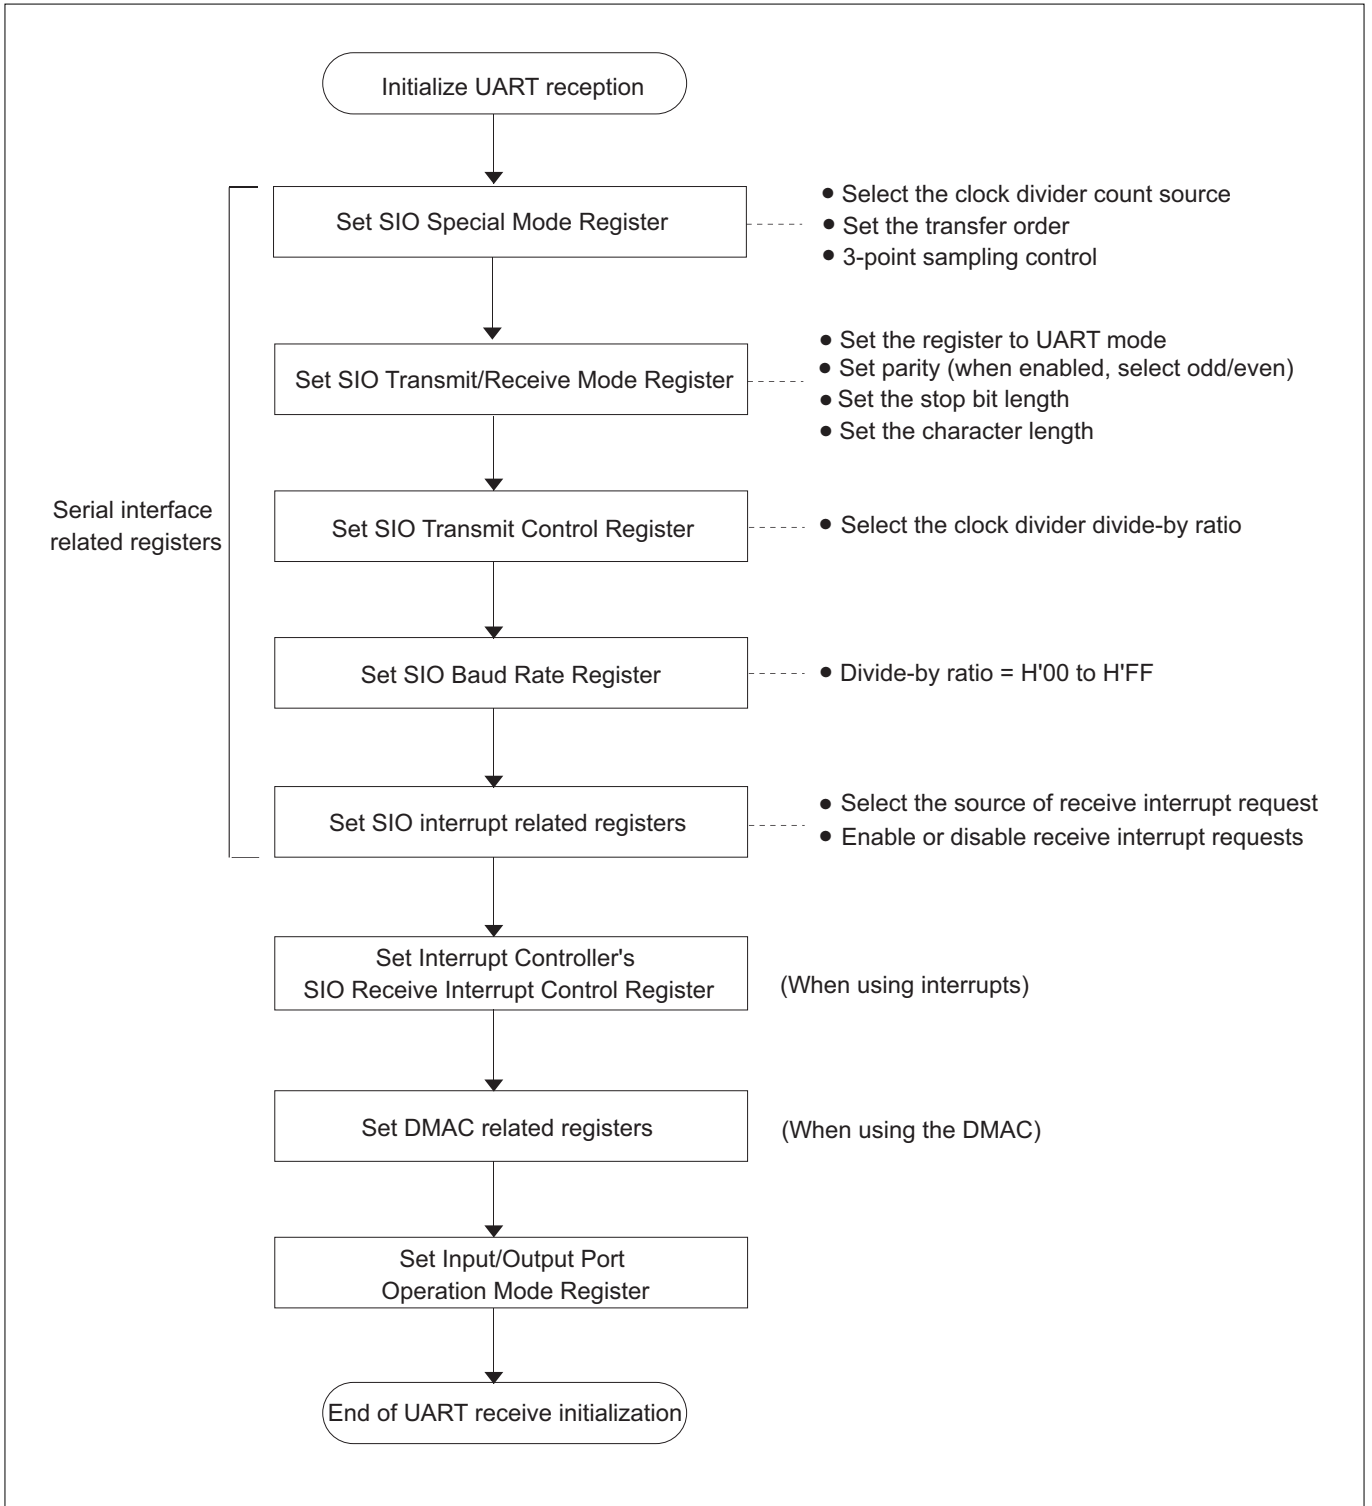 Initialize UART reception
Set SIO Special Mode Register
● Select the clock divider count source
● Set the transfer order
● 3-point sampling control
Set SIO Transmit/Receive Mode Register
● Set the register to UART mode
● Set parity (when enabled, select odd/even)
● Set the stop bit length
● Set the character length
Serial interface
related registers
Set SIO Transmit Control Register
● Select the clock divider divide-by ratio
Set SIO Baud Rate Register
● Divide-by ratio = H'00 to H'FF
Set SIO interrupt related registers
● Select the source of receive interrupt request
● Enable or disable receive interrupt requests
Set Interrupt Controller's
SIO Receive Interrupt Control Register
(When using interrupts)
Set DMAC related registers
(When using the DMAC)
Set Input/Output Port
Operation Mode Register
End of UART receive initialization